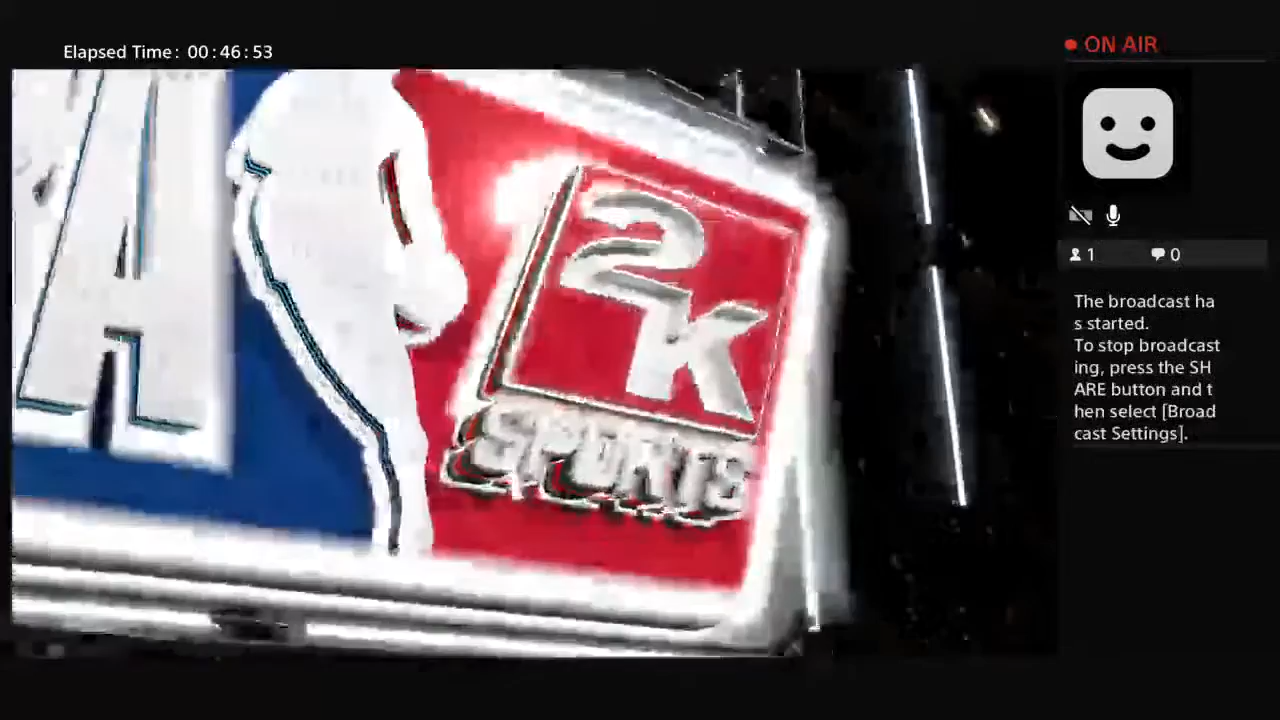 Elapsed Time: 00:46:53
ON AIR
A
2K
SPORTS
1
0
The broadcast ha
s started.
To stop broadcast
ing, press the SH
ARE button and t
hen select [Broad
cast Settings].